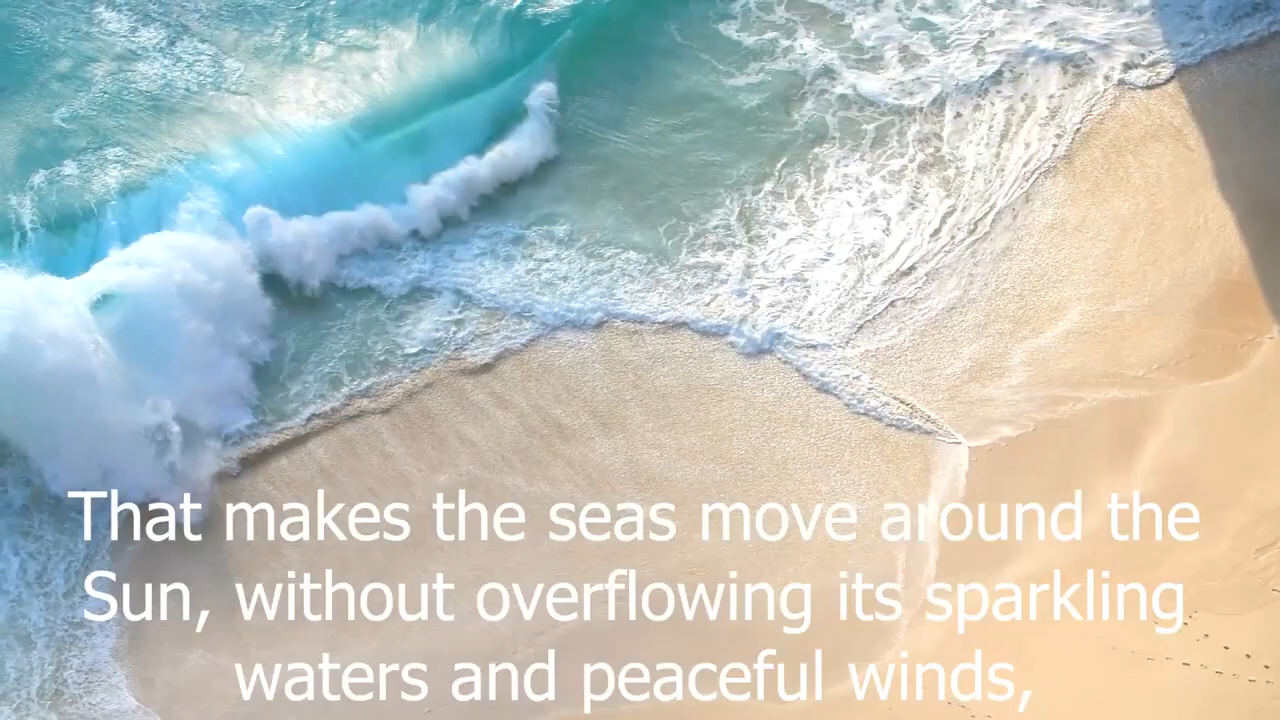 That makes the seas move around the
Sun, without overflowing its sparkling
waters and peaceful winds,